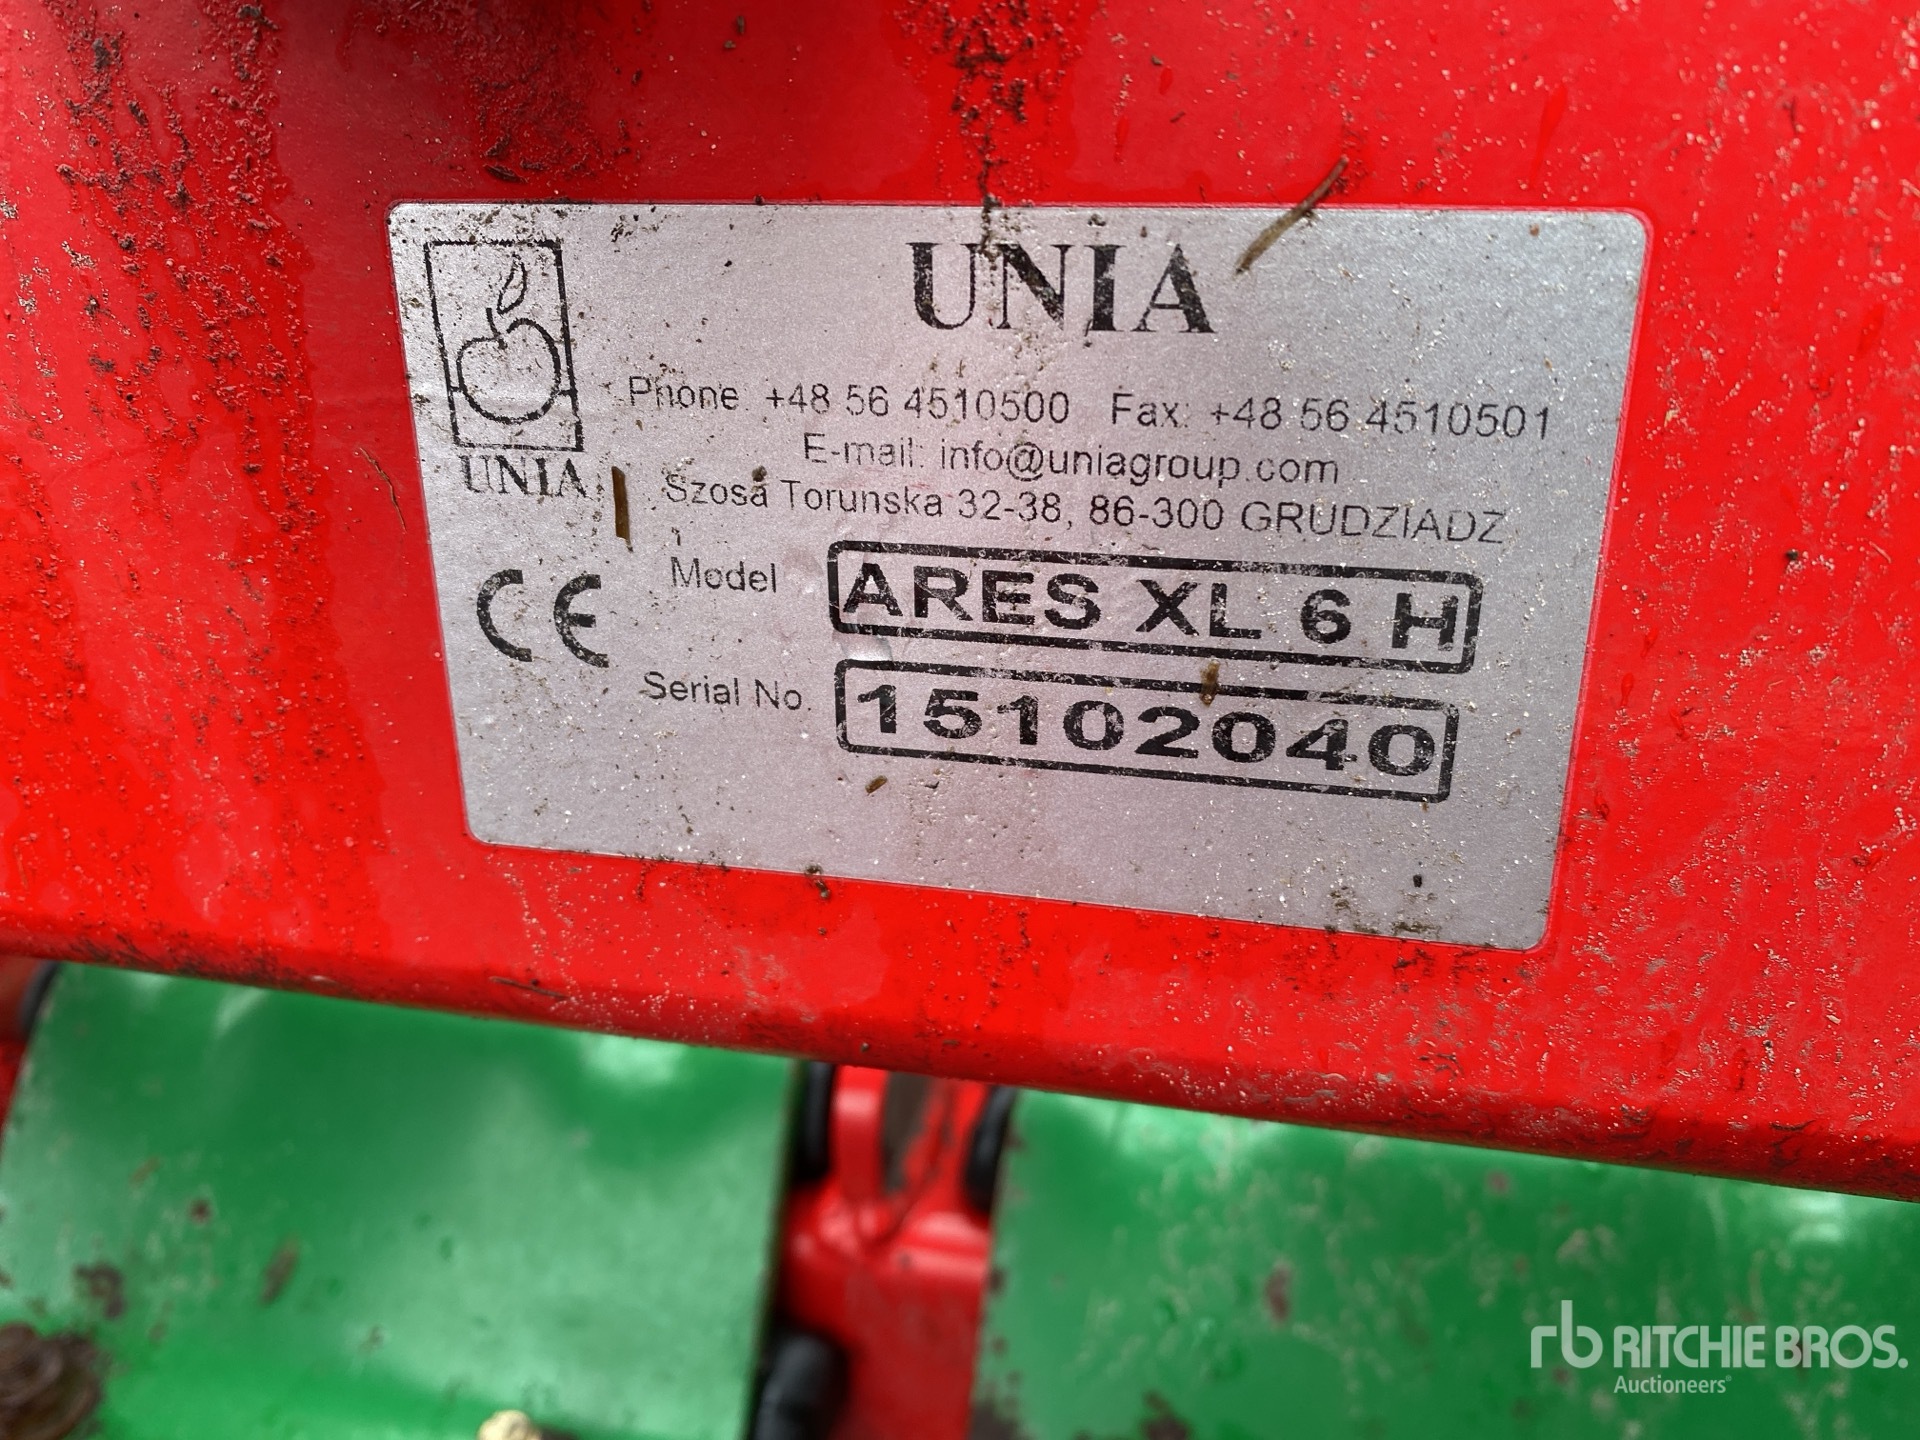 UNIA
UNIA
Phone: +48 56 4510500 Fax: +48 56 4510501
E-mail: info@uniagroup.com
Szosa Torunska 32-38, 86-300 GRUDZIADZ
Model ARES XL 6 H
CE
Serial No. 15102040
rb RITCHIE BROS.
Auctioneers®